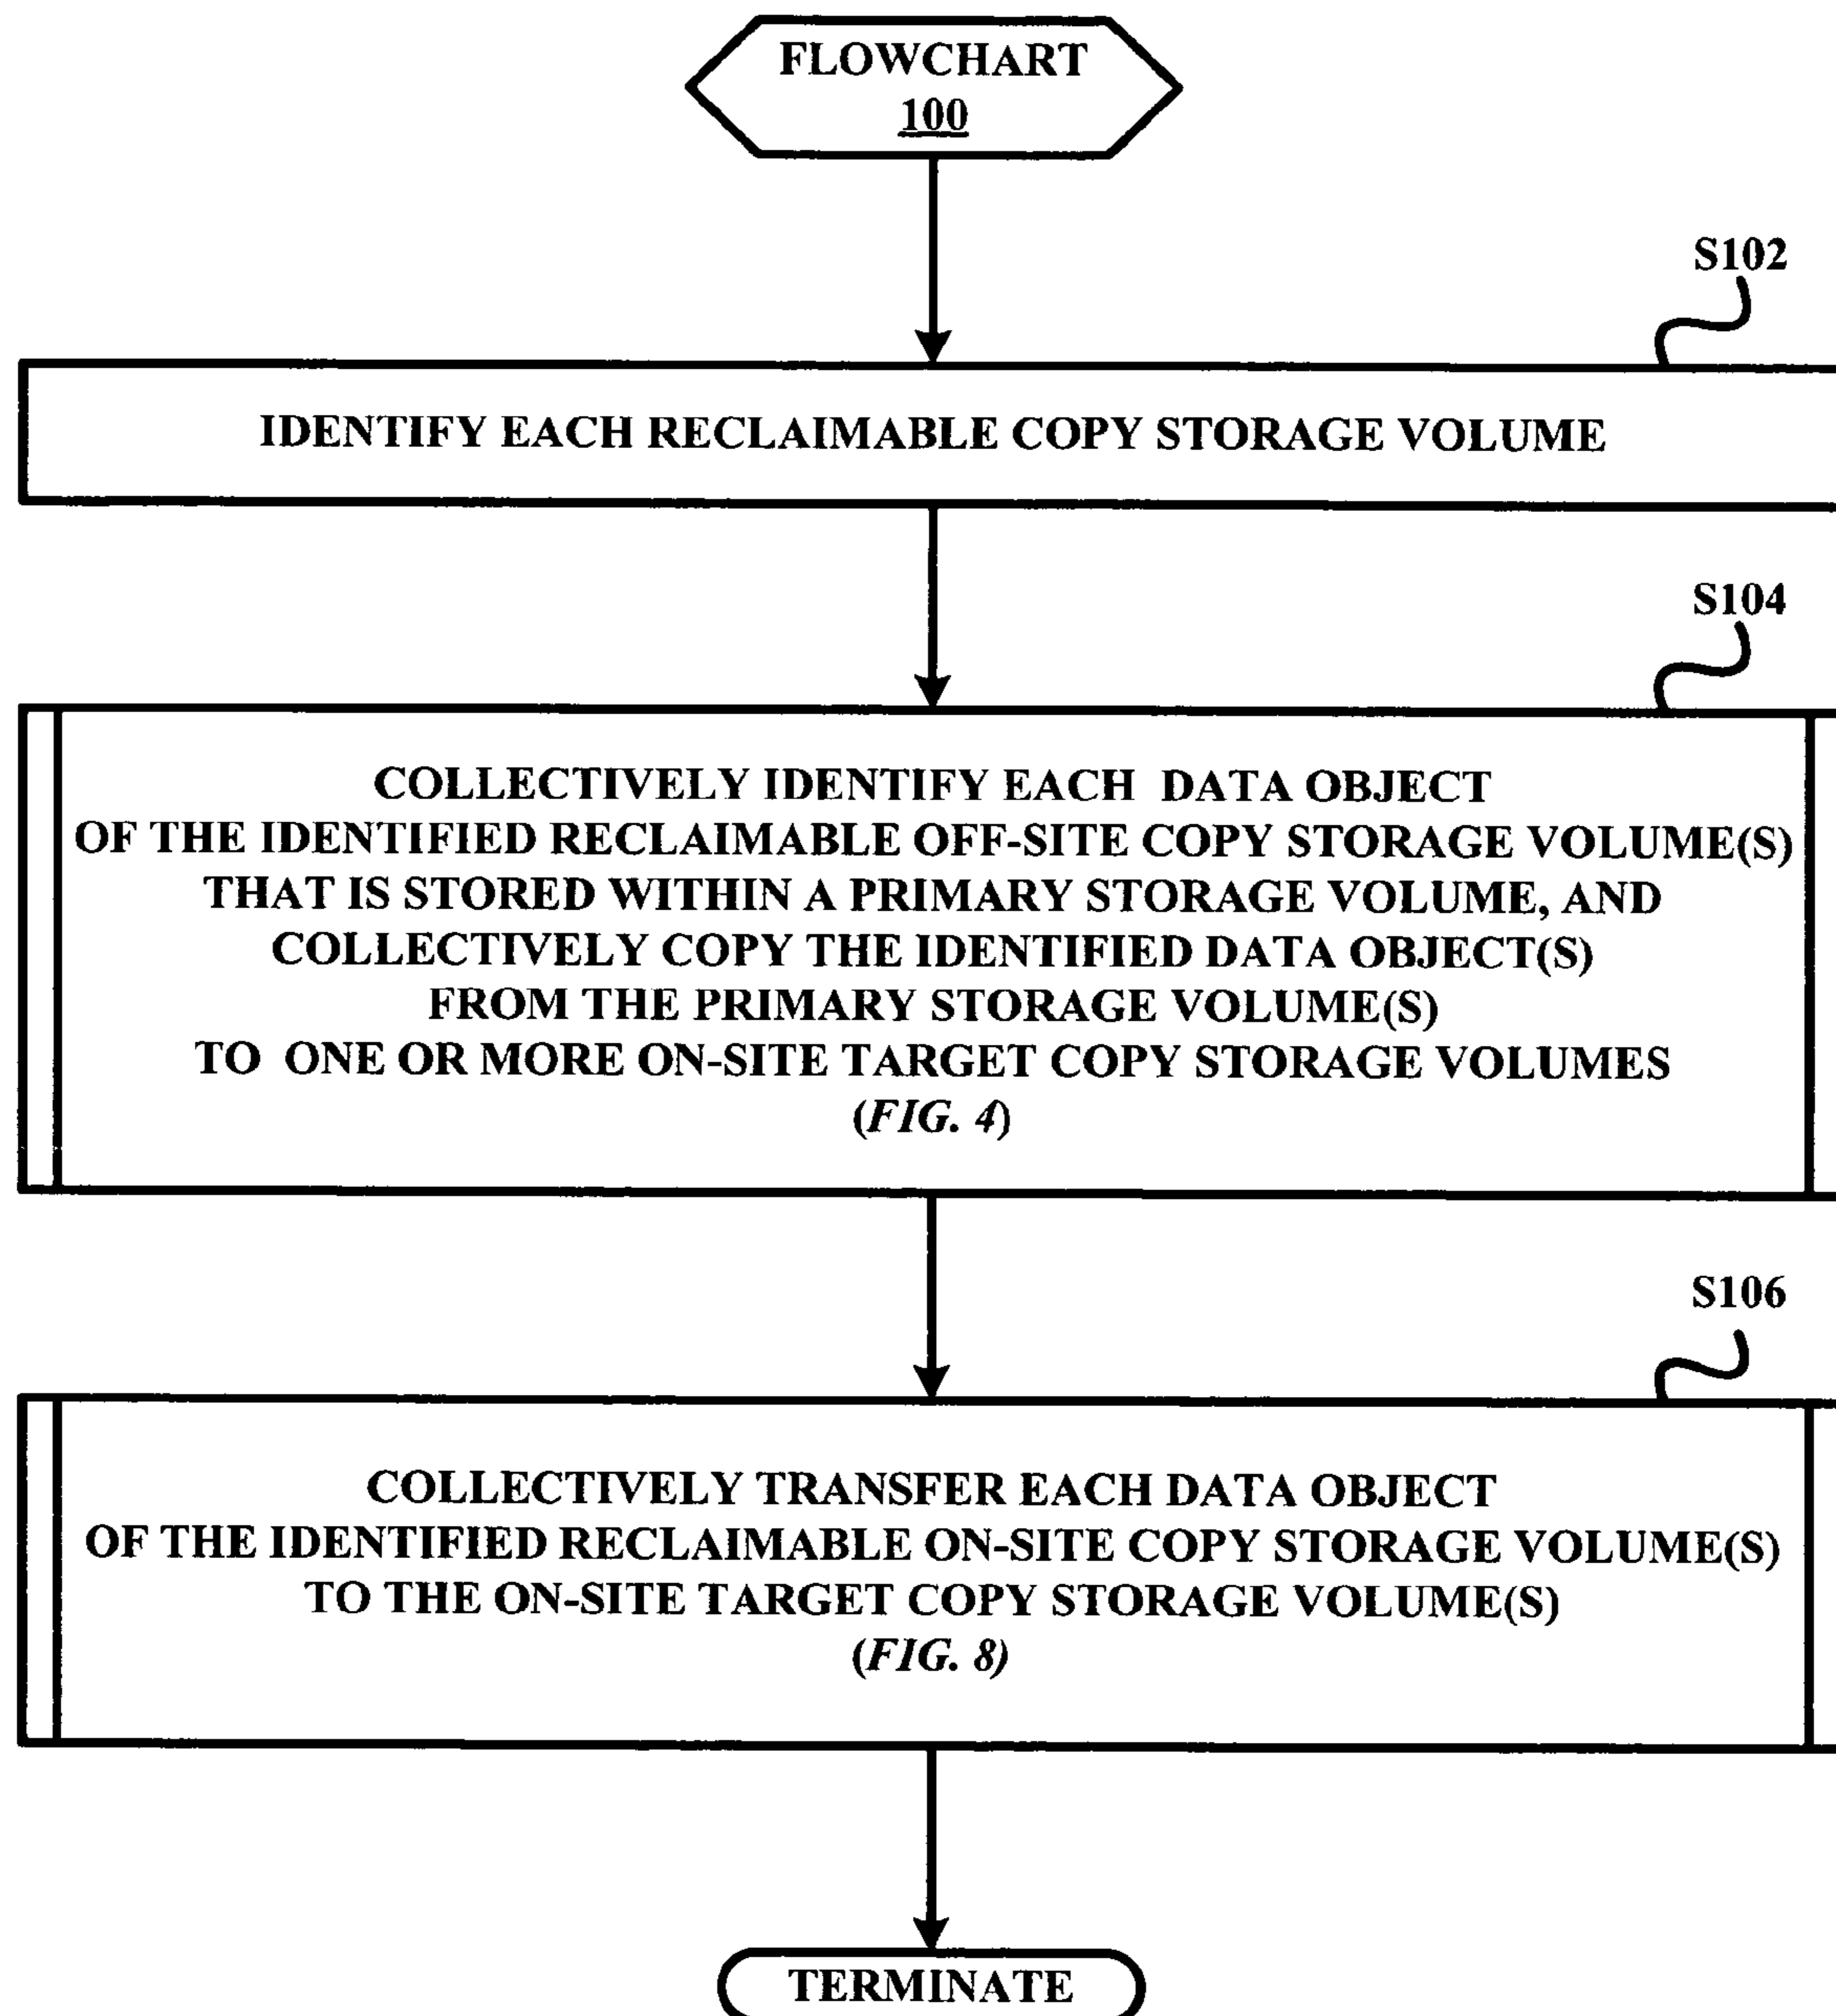 FLOWCHART
100
S102
IDENTIFY EACH RECLAIMABLE COPY STORAGE VOLUME
S104
COLLECTIVELY IDENTIFY EACH DATA OBJECT
OF THE IDENTIFIED RECLAIMABLE OFF-SITE COPY STORAGE VOLUME(S)
THAT IS STORED WITHIN A PRIMARY STORAGE VOLUME, AND
COLLECTIVELY COPY THE IDENTIFIED DATA OBJECT(S)
FROM THE PRIMARY STORAGE VOLUME(S)
TO ONE OR MORE ON-SITE TARGET COPY STORAGE VOLUMES
(FIG. 4)
S106
COLLECTIVELY TRANSFER EACH DATA OBJECT
OF THE IDENTIFIED RECLAIMABLE ON-SITE COPY STORAGE VOLUME(S)
TO THE ON-SITE TARGET COPY STORAGE VOLUME(S)
(FIG. 8)
TERMINATE